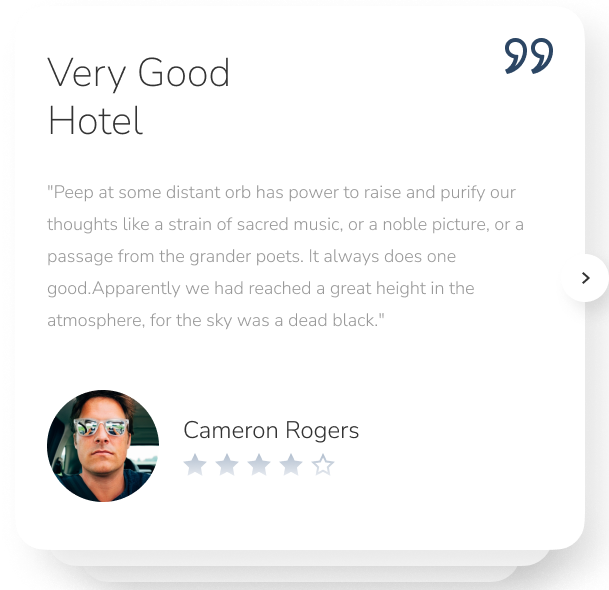 Very Good
Hotel
"Peep at some distant orb has power to raise and purify our
thoughts like a strain of sacred music, or a noble picture, or a
passage from the grander poets. It always does one
good.Apparently we had reached a great height in the
atmosphere, for the sky was a dead black."
Cameron Rogers